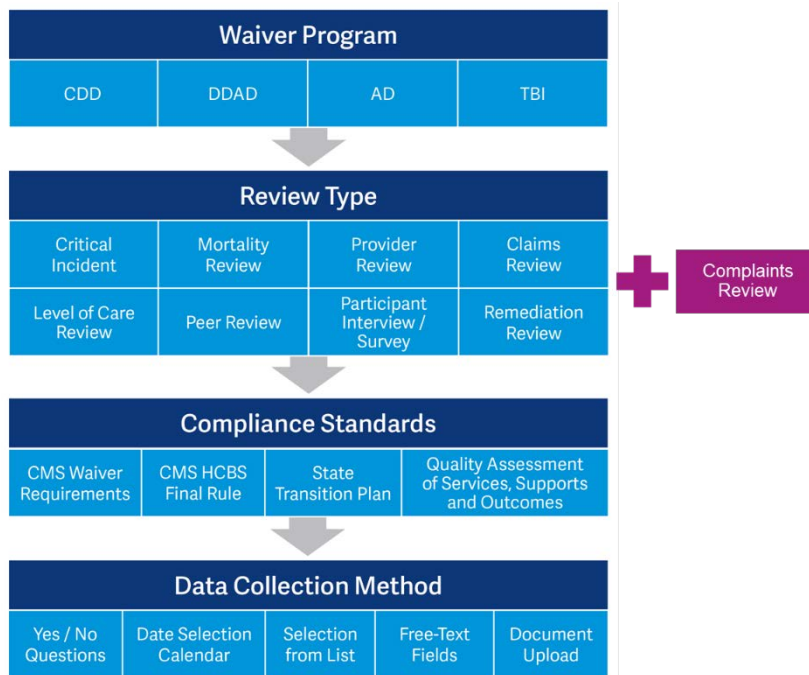 Waiver Program
CDD
DDAD
AD
TBI
Review Type
Critical
Incident
Mortality
Review
Provider
Review
Claims
Review
Level of Care
Review
Peer Review
Participant
Interview /
Survey
Remediation
Review
Complaints
Review
Compliance Standards
CMS Waiver
Requirements
CMS HCBS
Final Rule
State
Transition Plan
Quality Assessment
of Services, Supports
and Outcomes
Data Collection Method
Yes / No
Questions
Date Selection
Calendar
Selection
from List
Free-Text
Fields
Document
Upload